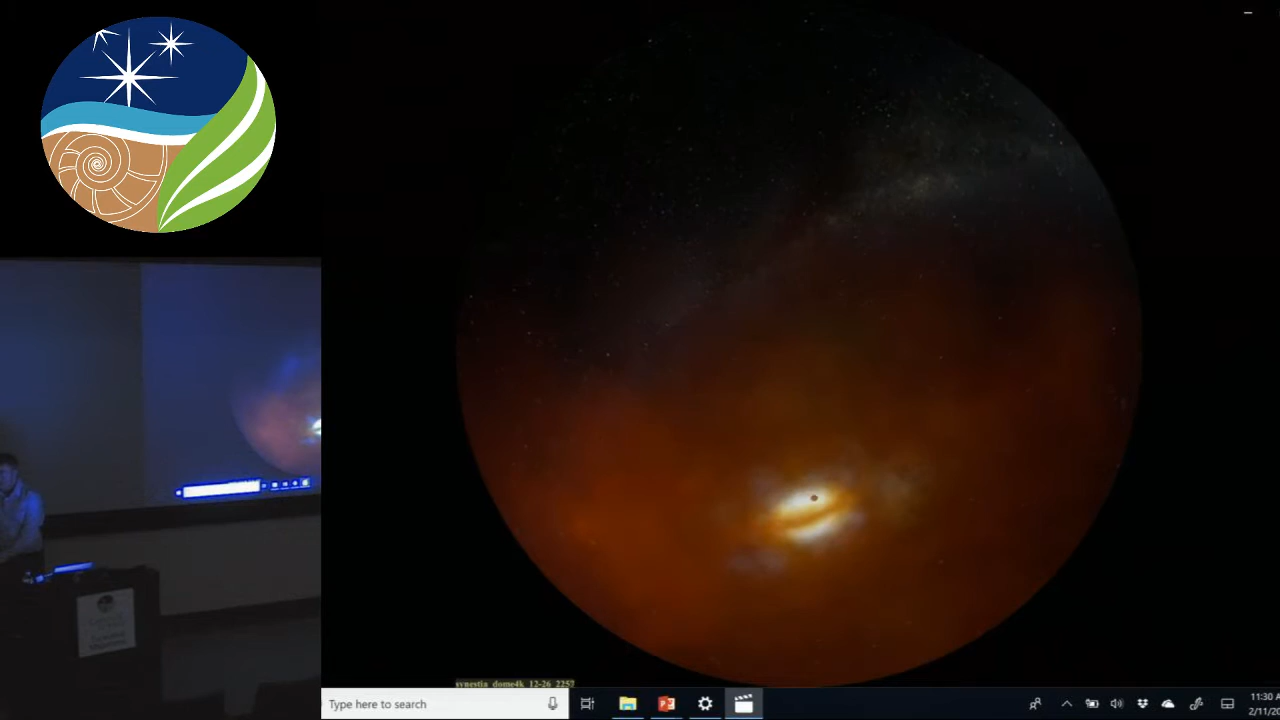 synestia_dome4k_12-26_2252
Type here to search
11:30 A
2/11/20